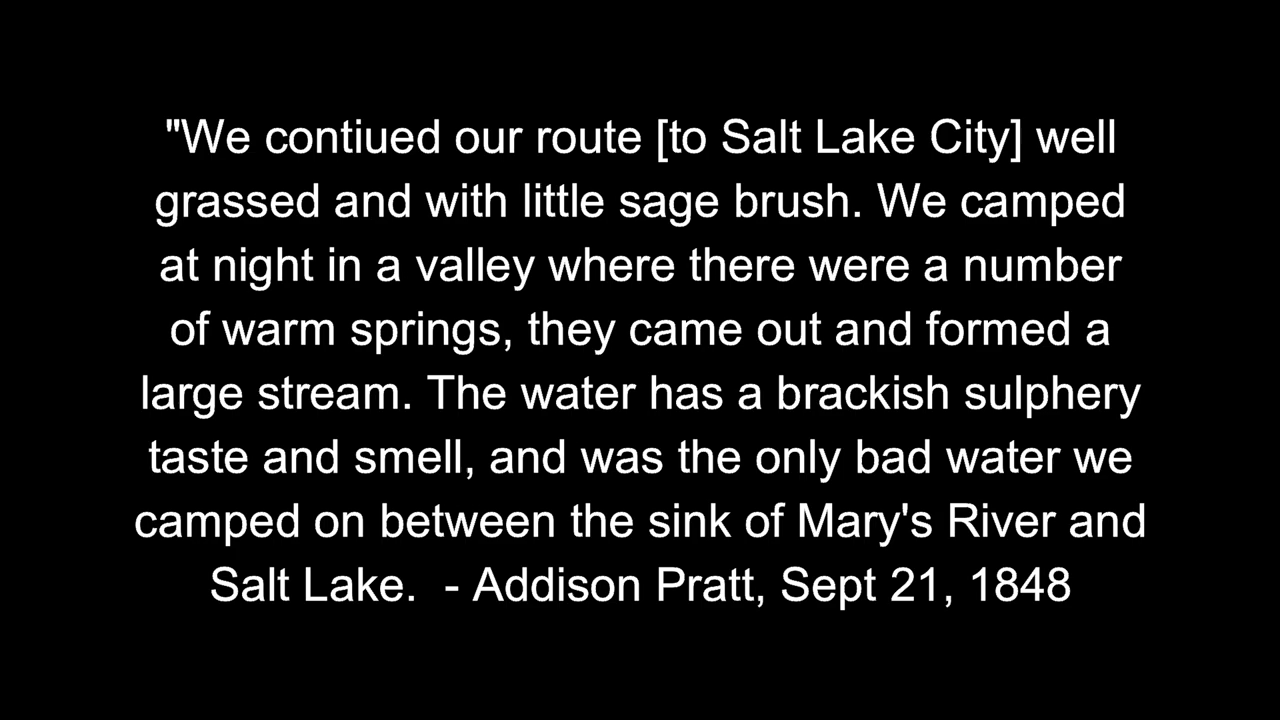 "We contiued our route [to Salt Lake City] well
grassed and with little sage brush. We camped
at night in a valley where there were a number
of warm springs, they came out and formed a
large stream. The water has a brackish sulphery
taste and smell, and was the only bad water we
camped on between the sink of Mary's River and
Salt Lake.  - Addison Pratt, Sept 21, 1848